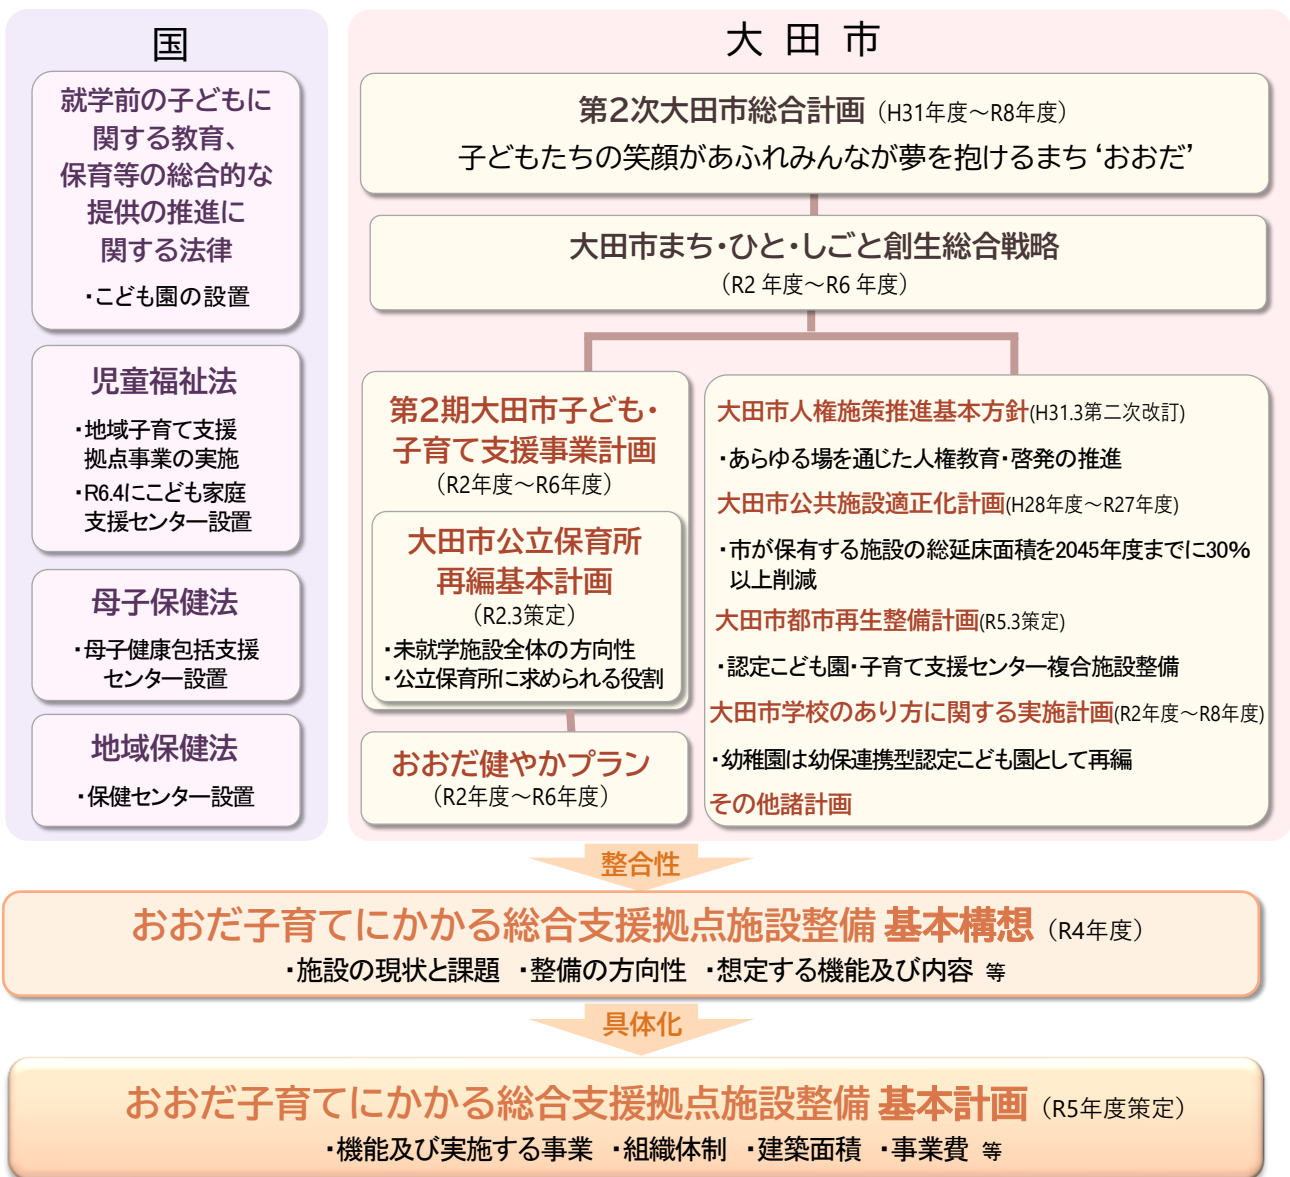 国
就学前の子どもに
関する教育、
保育等の総合的な
提供の推進に
関する法律
・こども園の設置
児童福祉法
・地域子育て支援
拠点事業の実施
・R6.4にこども家庭
支援センター設置
母子保健法
・母子健康包括支援
センター設置
地域保健法
・保健センター設置
大田市
第2次大田市総合計画（H31年度～R8年度）
子どもたちの笑顔があふれみんなが夢を抱けるまち‘おおだ’
大田市まち・ひと・しごと創生総合戦略
（R2 年度～R6 年度）
第2期大田市子ども・
子育て支援事業計画
（R2年度～R6年度）
大田市公立保育所
再編基本計画
（R2.3策定）
・未就学施設全体の方向性
・公立保育所に求められる役割
おおだ健やかプラン
（R2年度～R6年度）
大田市人権施策推進基本方針(H31.3第二次改訂)
・あらゆる場を通じた人権教育・啓発の推進
大田市公共施設適正化計画(H28年度～R27年度)
・市が保有する施設の総延床面積を2045年度までに30%
以上削減
大田市都市再生整備計画(R5.3策定)
・認定こども園・子育て支援センター複合施設整備
大田市学校のあり方に関する実施計画(R2年度～R8年度)
・幼稚園は幼保連携型認定こども園として再編
その他諸計画
整合性
おおだ子育てにかかる総合支援拠点施設整備 基本構想（R4年度）
・施設の現状と課題 ・整備の方向性 ・想定する機能及び内容 等
具体化
おおだ子育てにかかる総合支援拠点施設整備 基本計画（R5年度策定）
・機能及び実施する事業 ・組織体制 ・建築面積 ・事業費 等